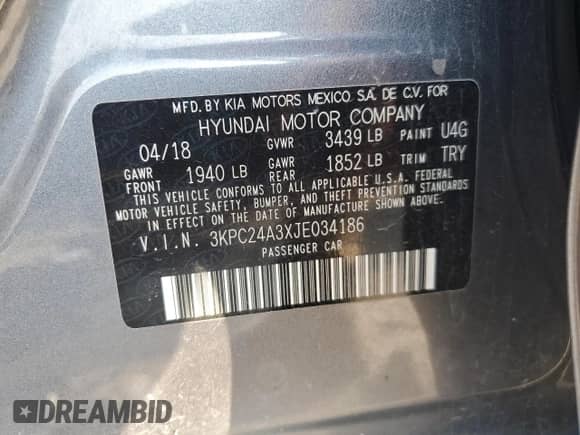 MFD. BY KIA MOTORS MEXICO S.A. DE C.V. FOR
HYUNDAI MOTOR COMPANY
04/18 GVWR 3439 LB PAINT U4G
GAWR FRONT 1940 LB GAWR REAR 1852 LB TRIM TRY
THIS VEHICLE CONFORMS TO ALL APPLICABLE U.S.A. FEDERAL
MOTOR VEHICLE SAFETY, BUMPER, AND THEFT PREVENTION STANDARDS
IN EFFECT ON THE DATE OF MANUFACTURE SHOWN ABOVE.
V.I.N. 3KPC24A3XJE034186
PASSENGER CAR
DREAMBID